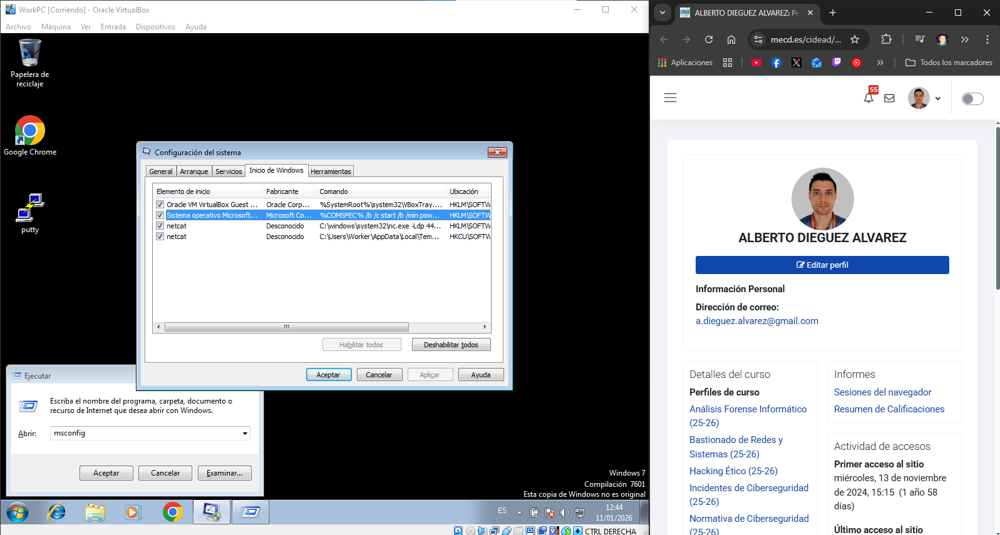 WorkPC [Corriendo] - Oracle VirtualBox
Archivo Máquina Ver Entrada Dispositivos Ayuda
Papelera de
reciclaje
Google Chrome
putty
Configuración del sistema
General Arranque Servicios Inicio de Windows Herramientas
Elemento de inicio Fabricante Comando Ubicación
Oracle VM VirtualBox Guest ... Oracle Corp... %SystemRoot%\system32\VBoxTray.... HKLM\SOFTW
Sistema operativo Microsoft... Microsoft Co... %COMSPEC% /b /c start /b /min pow... HKLM\SOFTW
netcat Desconocido C:\windows\system32\nc.exe -Ldp 44... HKLM\SOFTW
netcat Desconocido C:\Users\Worker\AppData\Local\Tem... HKCU\SOFTW
Habilitar todos Deshabilitar todos
Aceptar Cancelar Aplicar Ayuda
Ejecutar
Escriba el nombre del programa, carpeta, documento o
recurso de Internet que desea abrir con Windows.
Abrir: msconfig
Aceptar Cancelar Examinar...
Windows 7
Compilación 7601
Esta copia de Windows no es original
ES
12:44
11/01/2026
CTRL DERECHA
ALBERTO DIEGUEZ ALVAREZ: Pe
mecd.es/cidead/...
Aplicaciones
Todos los marcadores
55
ALBERTO DIEGUEZ ALVAREZ
Editar perfil
Información Personal
Dirección de correo:
a.dieguez.alvarez@gmail.com
Detalles del curso
Perfiles de curso
Análisis Forense Informático
(25-26)
Bastionado de Redes y
Sistemas (25-26)
Hacking Ético (25-26)
Incidentes de Ciberseguridad
(25-26)
Normativa de Ciberseguridad
(25-26)
Informes
Sesiones del navegador
Resumen de Calificaciones
Actividad de accesos
Primer acceso al sitio
miércoles, 13 de noviembre
de 2024, 15:15 (1 año 58
días)
Último acceso al sitio